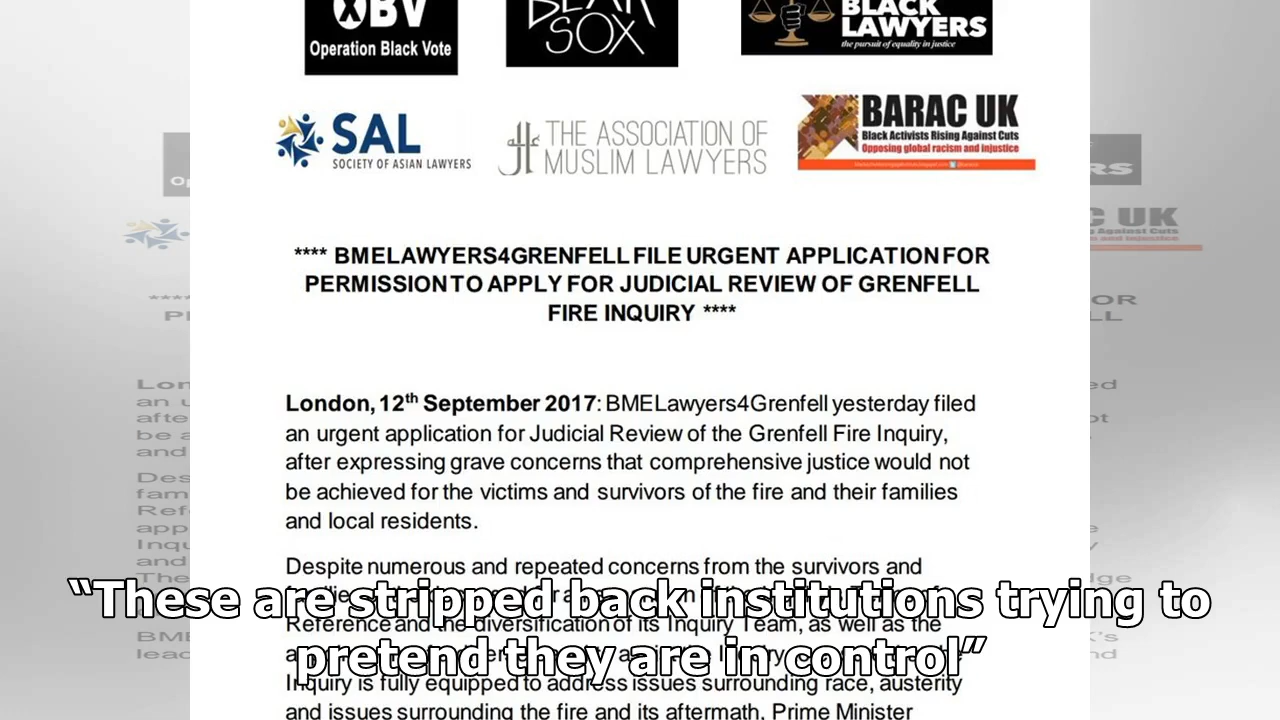 OBV
Operation Black Vote
BEAR
SOX
BLACK
LAWYERS
the pursuit of equality in justice
SAL
SOCIETY OF ASIAN LAWYERS
THE ASSOCIATION OF
MUSLIM LAWYERS
BARAC UK
Black Activists Rising Against Cuts
Opposing global racism and injustice
**** BMELAWYERS4GRENFELL FILE URGENT APPLICATION FOR
PERMISSION TO APPLY FOR JUDICIAL REVIEW OF GRENFELL
FIRE INQUIRY ****
London, 12th September 2017: BMELawyers4Grenfell yesterday filed
an urgent application for Judicial Review of the Grenfell Fire Inquiry,
after expressing grave concerns that comprehensive justice would not
be achieved for the victims and survivors of the fire and their families
and local residents.
Despite numerous and repeated concerns from the survivors and
“These are stripped back institutions trying to
Reference and the diversification of its Inquiry Team, as well as the
pretend they are in control”
Inquiry is fully equipped to address issues surrounding race, austerity
and issues surrounding the fire and its aftermath, Prime Minister